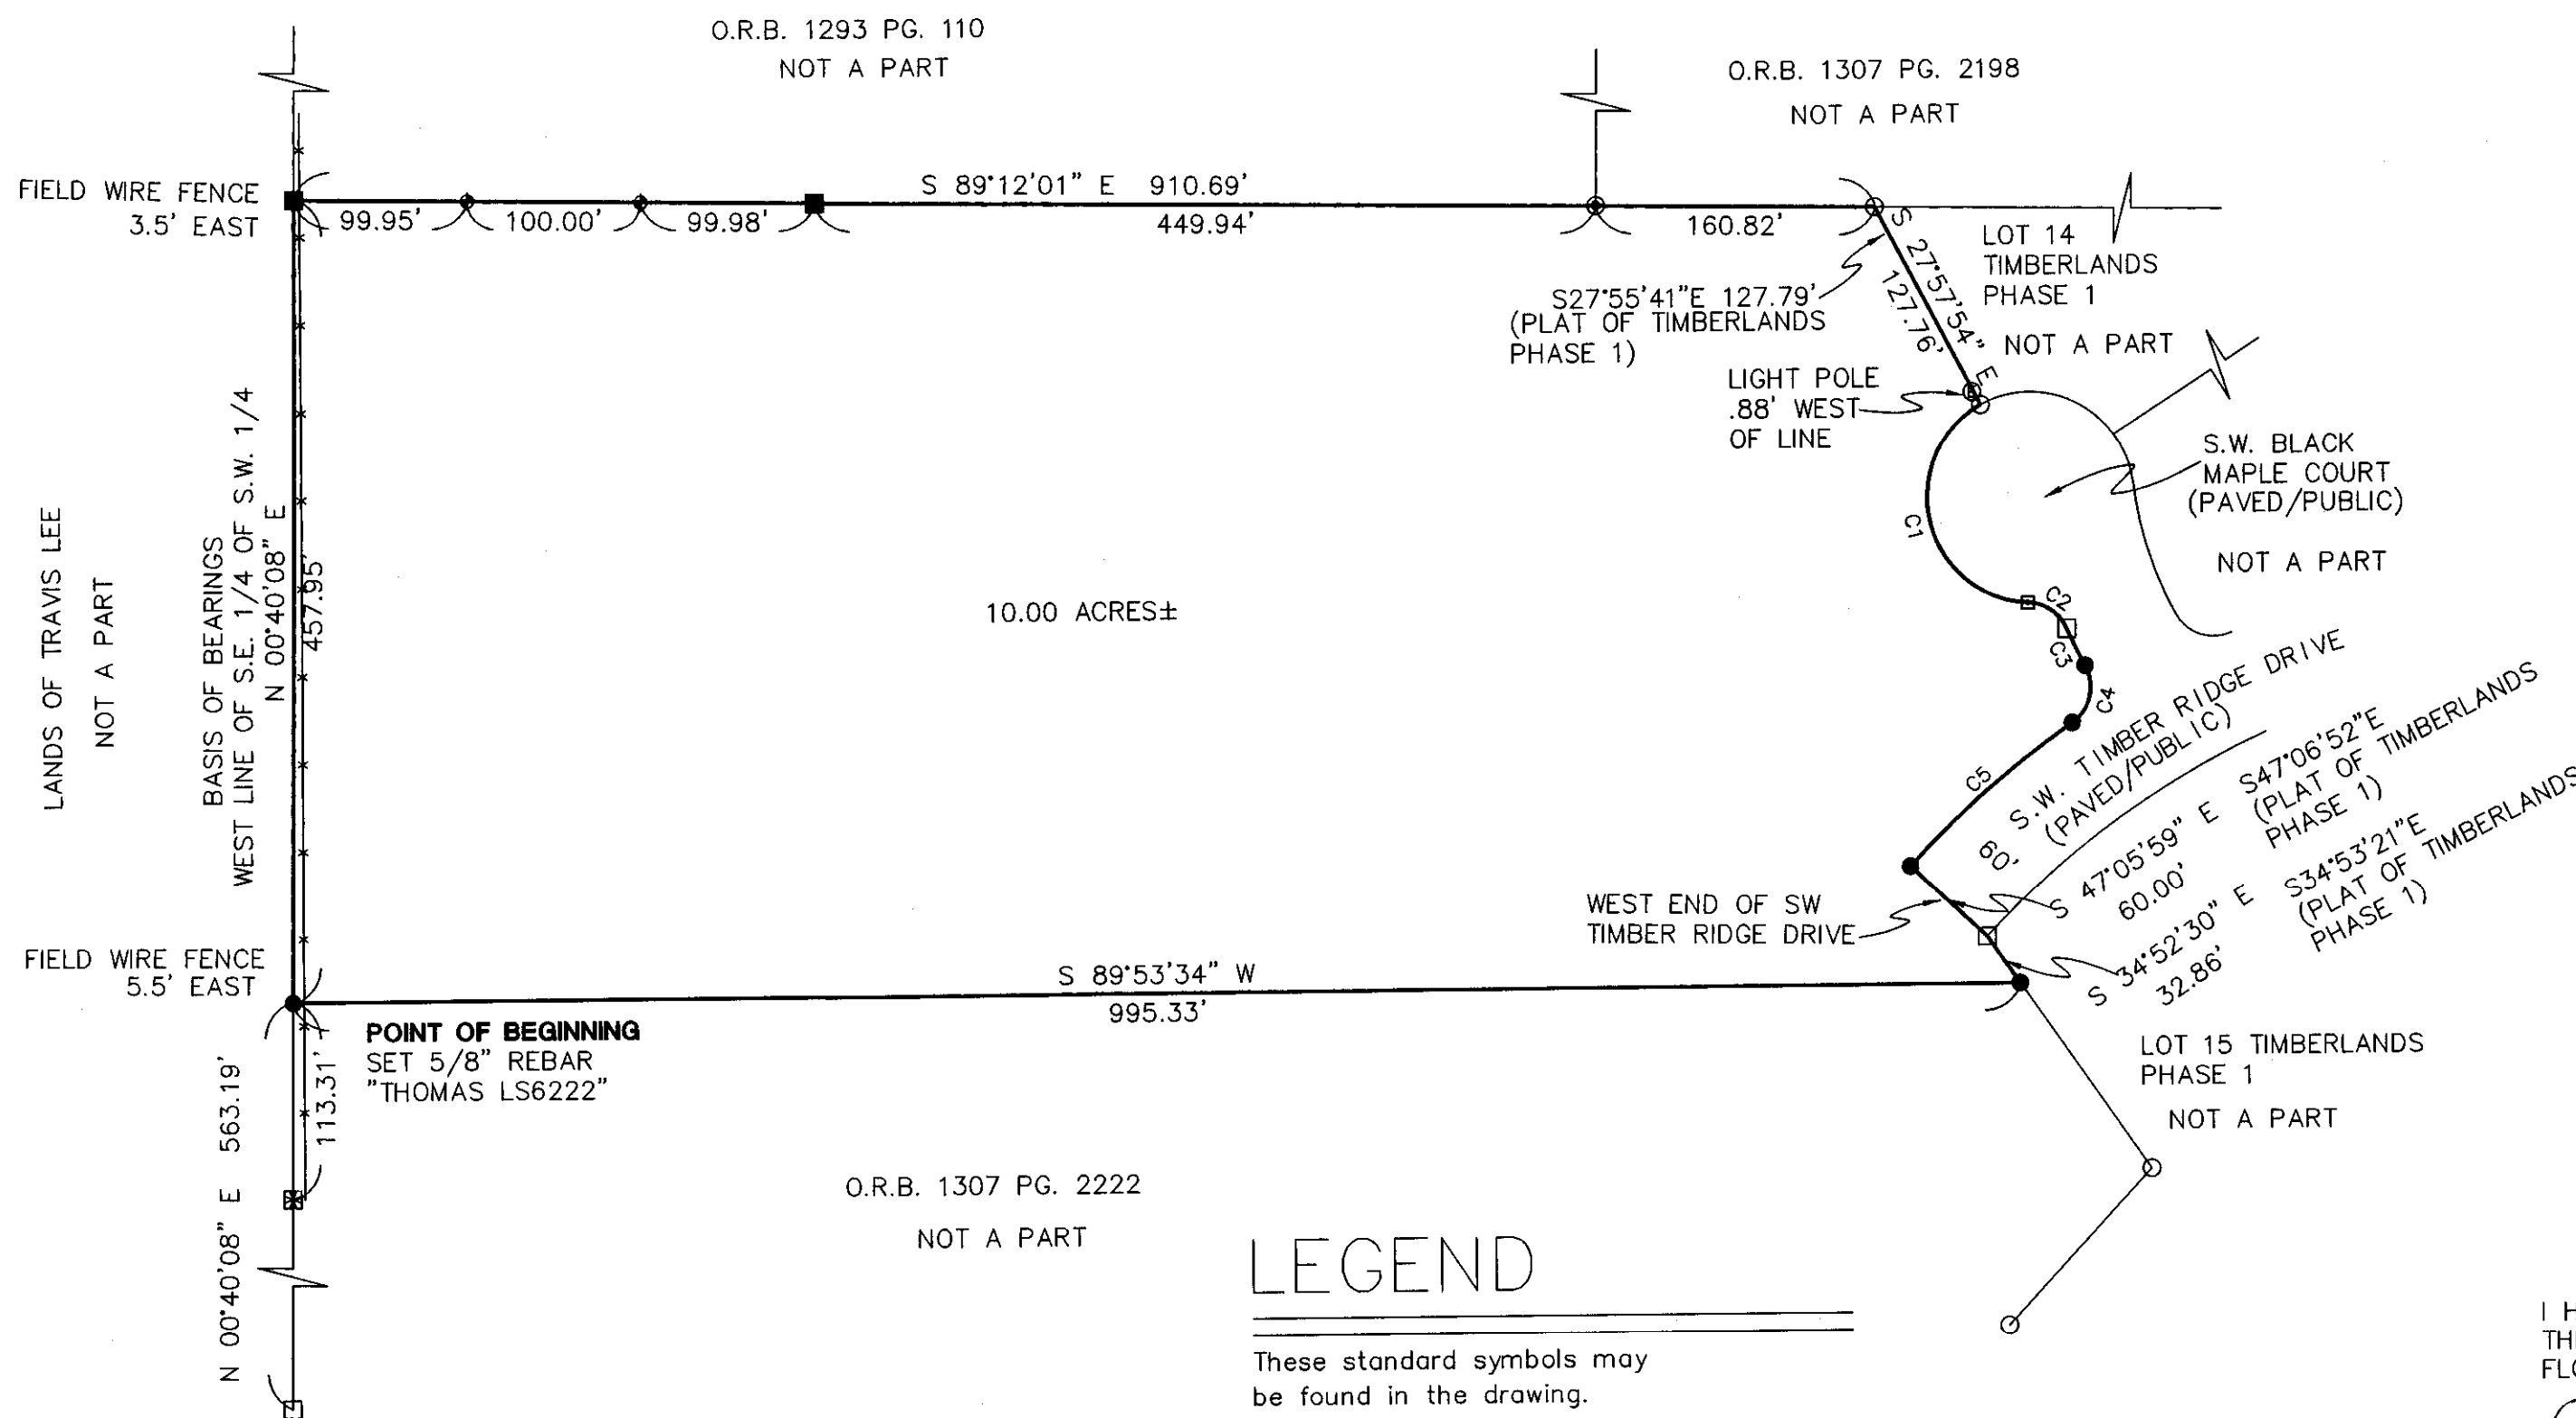 O.R.B. 1293 PG. 110
NOT A PART
O.R.B. 1307 PG. 2198
NOT A PART
FIELD WIRE FENCE
3.5' EAST
S 89°12'01" E 910.69'
99.95'
100.00'
99.98'
449.94'
160.82'
S 27°57'54" E
127.76'
LOT 14
TIMBERLANDS
PHASE 1
NOT A PART
S27°55'41"E 127.79'
(PLAT OF TIMBERLANDS
PHASE 1)
LIGHT POLE
.88' WEST
OF LINE
S.W. BLACK
MAPLE COURT
(PAVED/PUBLIC)
NOT A PART
LANDS OF TRAVIS LEE
NOT A PART
BASIS OF BEARINGS
WEST LINE OF S.E. 1/4 OF S.W. 1/4
N 00°40'08" E
457.95'
10.00 ACRES±
C1
C2
C3
C4
C5
S.W. TIMBER RIDGE DRIVE
(PAVED/PUBLIC)
60'
S 47°05'59" E
60.00'
S47°06'52"E
(PLAT OF TIMBERLANDS
PHASE 1)
S 34°52'30" E
32.86'
S34°53'21"E
(PLAT OF TIMBERLANDS
PHASE 1)
WEST END OF SW
TIMBER RIDGE DRIVE
FIELD WIRE FENCE
5.5' EAST
S 89°53'34" W
995.33'
POINT OF BEGINNING
SET 5/8" REBAR
"THOMAS LS6222"
N 00°40'08" E 563.19'
113.31'
LOT 15 TIMBERLANDS
PHASE 1
NOT A PART
O.R.B. 1307 PG. 2222
NOT A PART
LEGEND
These standard symbols may
be found in the drawing.